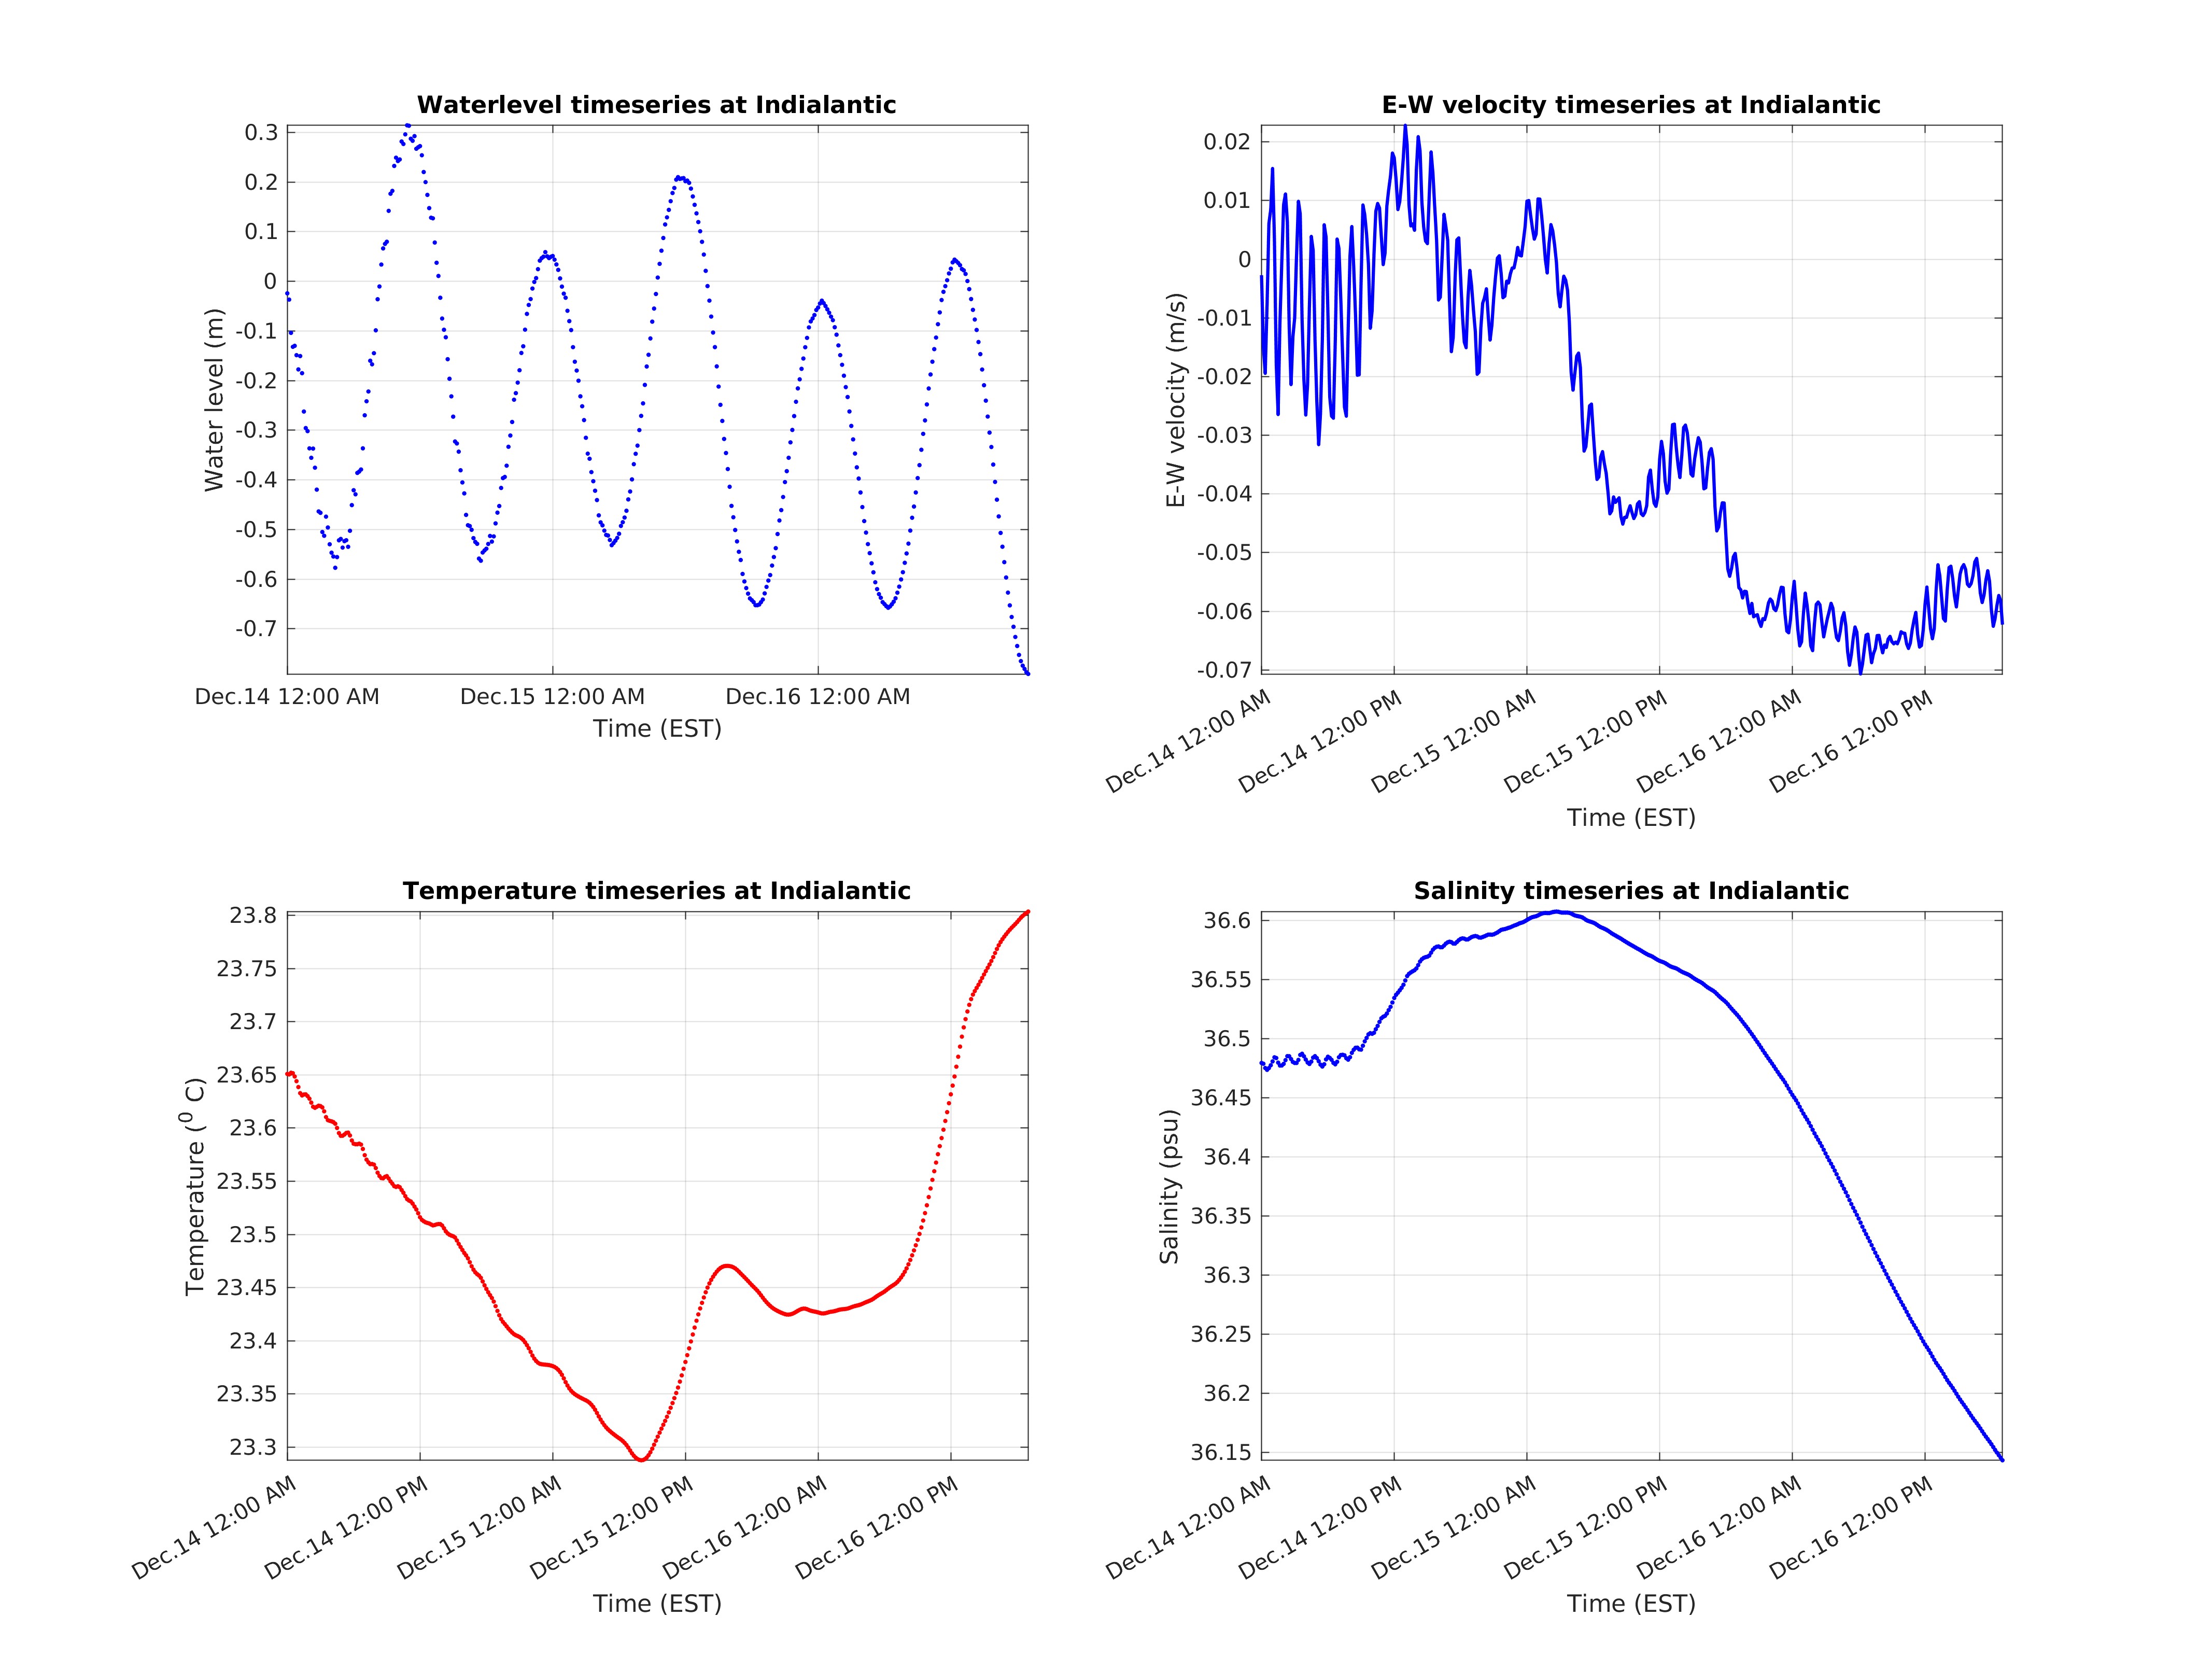 Waterlevel timeseries at Indialantic
0.3
0.2
0.1
0
-0.1
-0.2
-0.3
-0.4
-0.5
-0.6
-0.7
Water level (m)
Dec.14 12:00 AM
Dec.15 12:00 AM
Dec.16 12:00 AM
Time (EST)
E-W velocity timeseries at Indialantic
0.02
0.01
0
-0.01
-0.02
-0.03
-0.04
-0.05
-0.06
-0.07
E-W velocity (m/s)
Dec.14 12:00 AM
Dec.14 12:00 PM
Dec.15 12:00 AM
Dec.15 12:00 PM
Dec.16 12:00 AM
Dec.16 12:00 PM
Time (EST)
Temperature timeseries at Indialantic
23.8
23.75
23.7
23.65
23.6
23.55
23.5
23.45
23.4
23.35
23.3
Temperature (⁰ C)
Dec.14 12:00 AM
Dec.14 12:00 PM
Dec.15 12:00 AM
Dec.15 12:00 PM
Dec.16 12:00 AM
Dec.16 12:00 PM
Time (EST)
Salinity timeseries at Indialantic
36.6
36.55
36.5
36.45
36.4
36.35
36.3
36.25
36.2
36.15
Salinity (psu)
Dec.14 12:00 AM
Dec.14 12:00 PM
Dec.15 12:00 AM
Dec.15 12:00 PM
Dec.16 12:00 AM
Dec.16 12:00 PM
Time (EST)